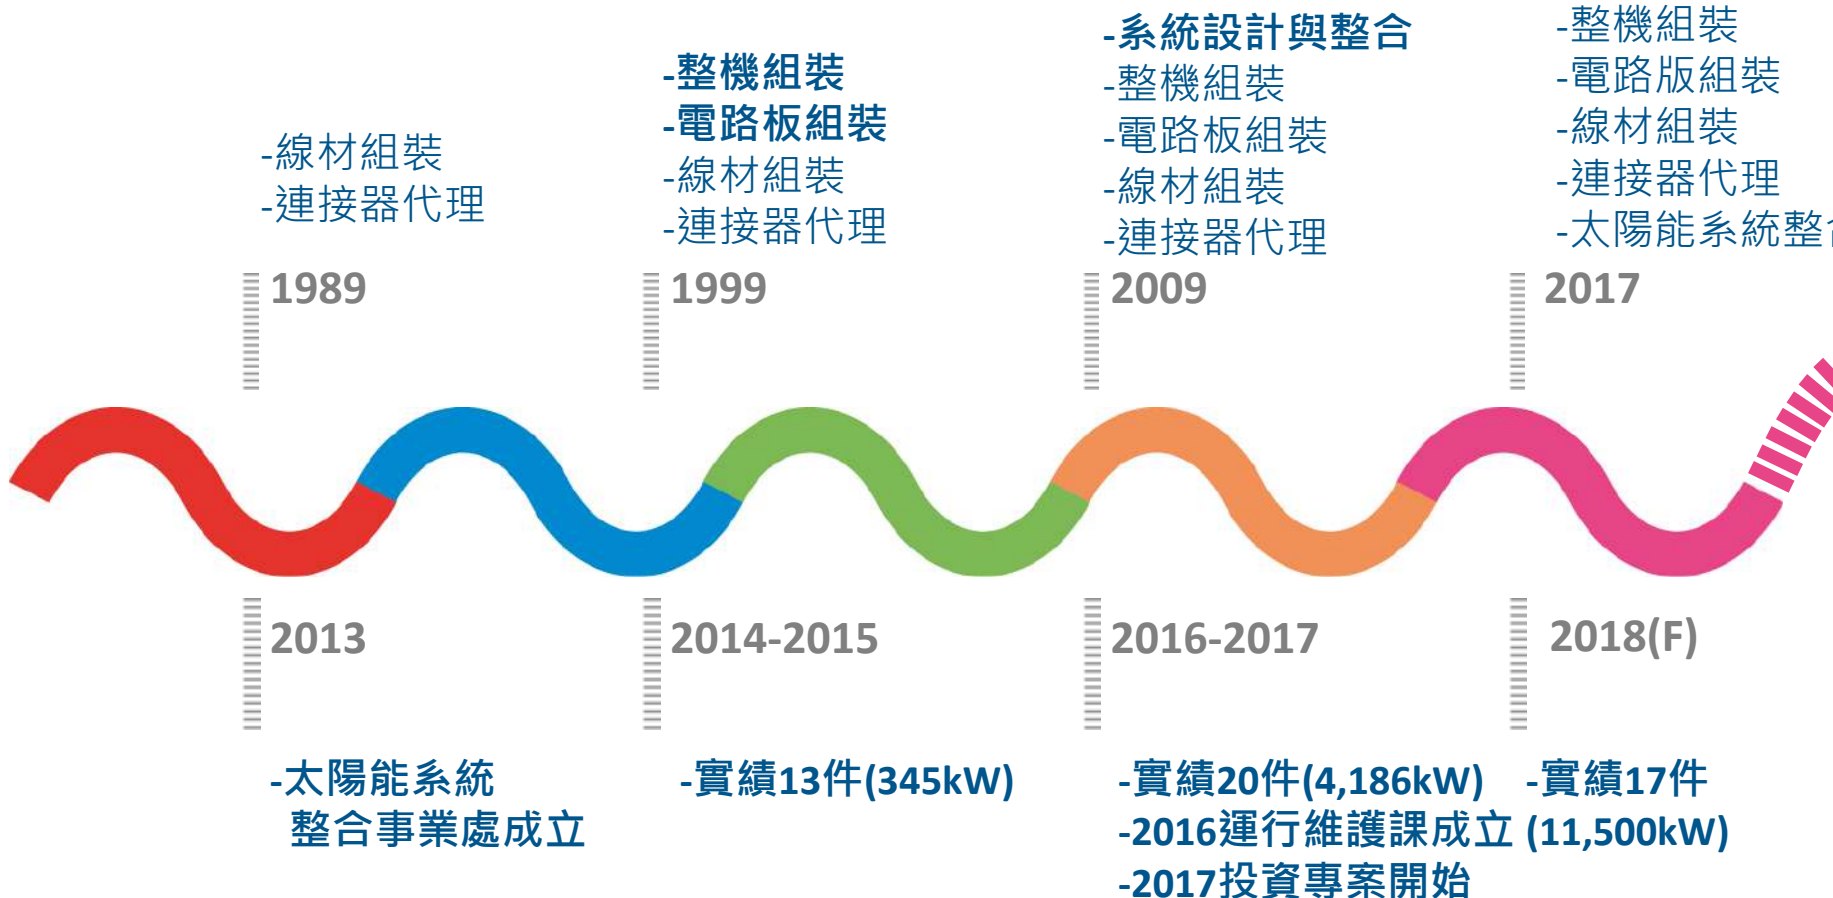 -線材組裝
-連接器代理
1989
-整機組裝
-電路板組裝
-線材組裝
-連接器代理
1999
-系統設計與整合
-整機組裝
-電路板組裝
-線材組裝
-連接器代理
2009
-整機組裝
-電路版組裝
-線材組裝
-連接器代理
-太陽能系統整合
2017
2013
-太陽能系統
整合事業處成立
2014-2015
-實績13件(345kW)
2016-2017
-實績20件(4,186kW)
-2016運行維護課成立
-2017投資專案開始
2018(F)
-實績17件
(11,500kW)